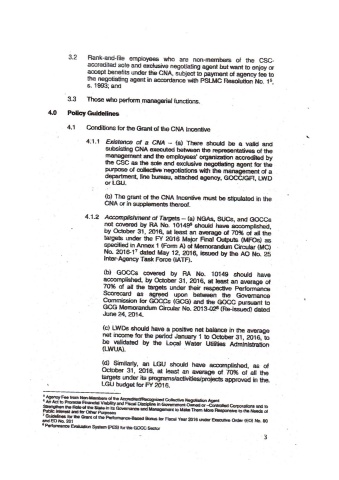 3.2 Rank-and-file employees who are non-members of the CSC-
accredited sole and exclusive negotiating agent but want to enjoy or
accept benefits under the CNA, subject to payment of agency fee to
the negotiating agent in accordance with PSLMC Resolution No. 1⁵,
s. 1993; and
3.3 Those who perform managerial functions.
4.0 Policy Guidelines
4.1 Conditions for the Grant of the CNA Incentive
4.1.1 Existence of a CNA – (a) There should be a valid and
subsisting CNA executed between the representatives of the
management and the employees' organization accredited by
the CSC as the sole and exclusive negotiating agent for the
purpose of collective negotiations with the management of a
department, line bureau, attached agency, GOCC/GFI, LWD
or LGU.
(b) The grant of the CNA Incentive must be stipulated in the
CNA or in supplements thereof.
4.1.2 Accomplishment of Targets – (a) NGAs, SUCs, and GOCCs
not covered by RA No. 10149⁶ should have accomplished,
by October 31, 2016, at least an average of 70% of all the
targets under the FY 2016 Major Final Outputs (MFOs) as
specified in Annex 1 (Form A) of Memorandum Circular (MC)
No. 2016-1⁷ dated May 12, 2016, issued by the AO No. 25
Inter-Agency Task Force (IATF).
(b) GOCCs covered by RA No. 10149 should have
accomplished, by October 31, 2016, at least an average of
70% of all the targets under their respective Performance
Scorecard as agreed upon between the Governance
Commission for GOCCs (GCG) and the GOCC pursuant to
GCG Memorandum Circular No. 2013-02⁸ (Re-issued) dated
June 24, 2014.
(c) LWDs should have a positive net balance in the average
net income for the period January 1 to October 31, 2016, to
be validated by the Local Water Utilities Administration
(LWUA).
(d) Similarly, an LGU should have accomplished, as of
October 31, 2016, at least an average of 70% of all the
targets under its programs/activities/projects approved in the
LGU budget for FY 2016.
⁵ Agency Fee from Non-Members of the Accredited/Recognized Collective Negotiation Agent
⁶ An Act to Promote Financial Viability and Fiscal Discipline in Government-Owned or –Controlled Corporations and to
Strengthen the Role of the State in its Governance and Management to Make Them More Responsive to the Needs of
Public Interest and for Other Purposes
⁷ Guidelines for the Grant of the Performance-Based Bonus for Fiscal Year 2016 under Executive Order (EO) No. 80
and EO No. 201
⁸ Performance Evaluation System (PES) for the GOCC Sector
3